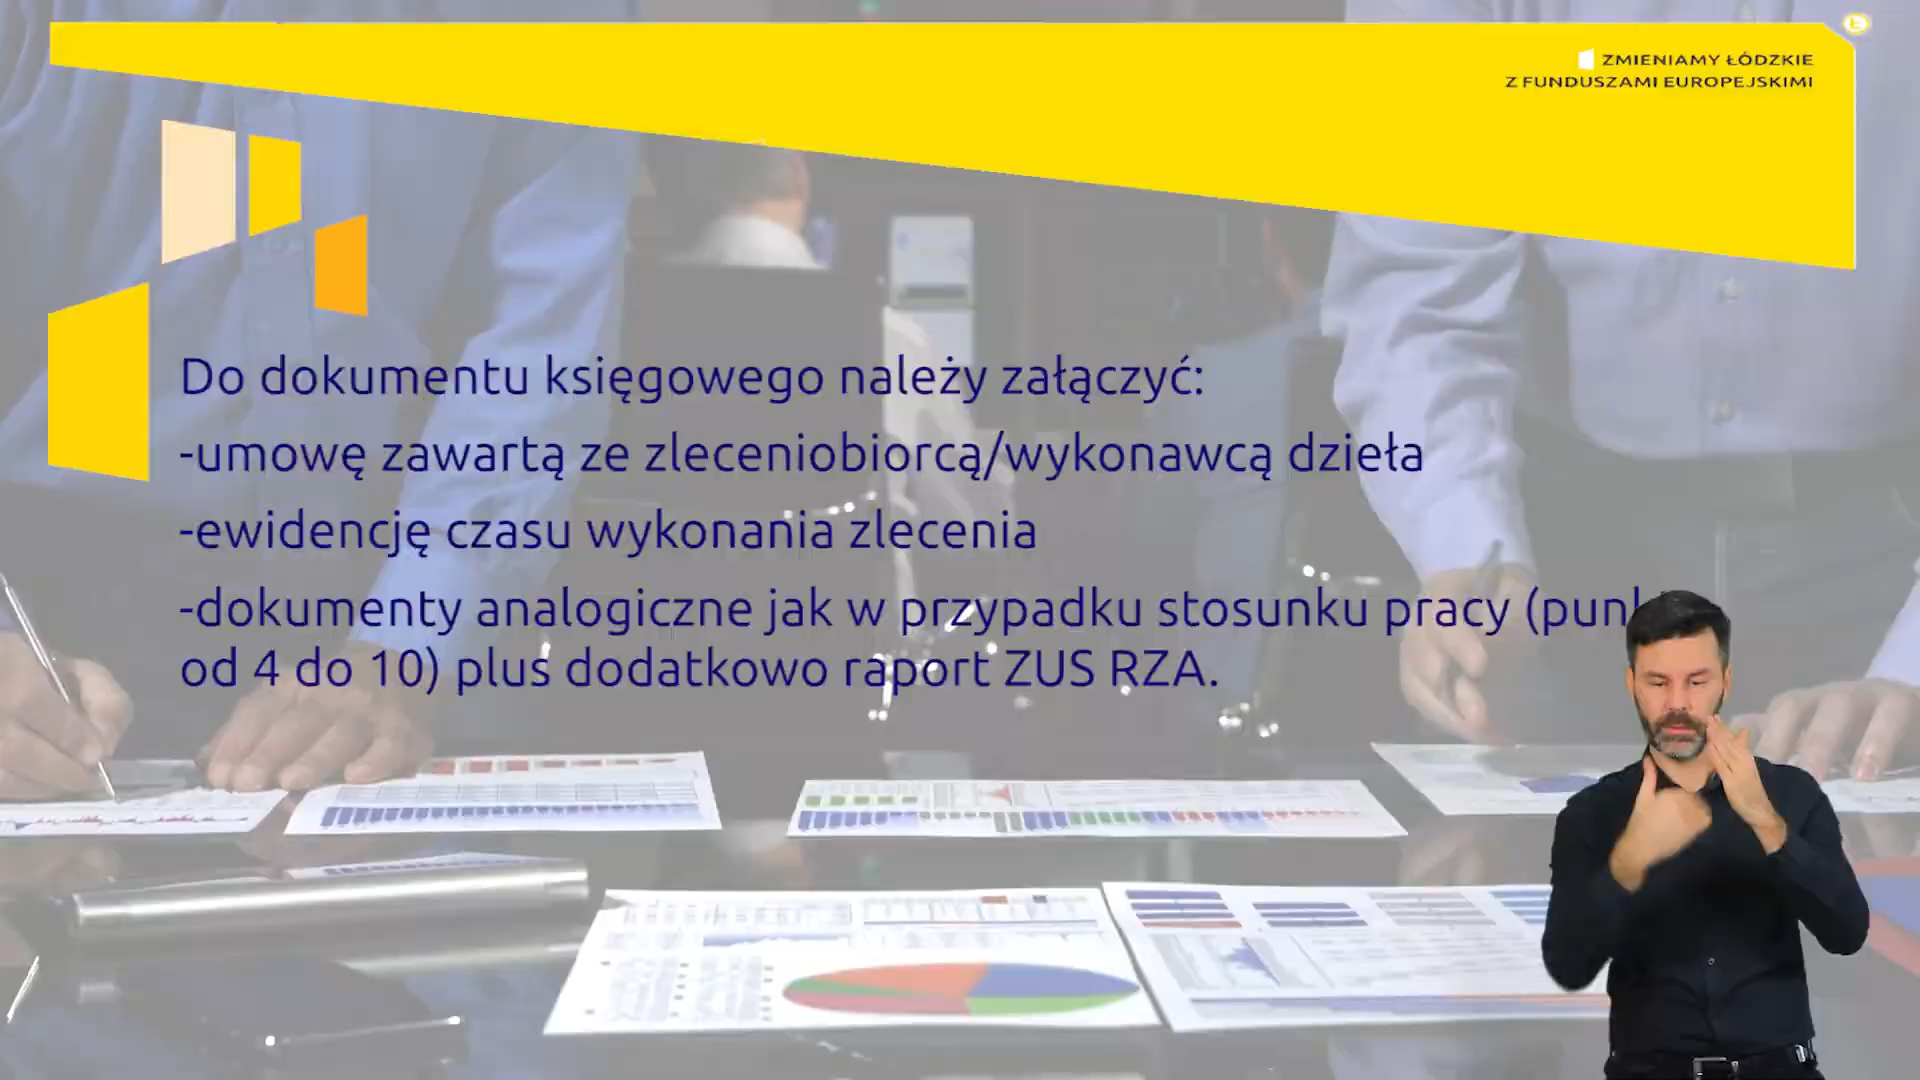 ZMIENIAMY ŁÓDZKIE
Z FUNDUSZAMI EUROPEJSKIMI
Do dokumentu księgowego należy załączyć:
-umowę zawartą ze zleceniobiorcą/wykonawcą dzieła
-ewidencję czasu wykonania zlecenia
-dokumenty analogiczne jak w przypadku stosunku pracy
od 4 do 10) plus dodatkowo raport ZUS RZA.